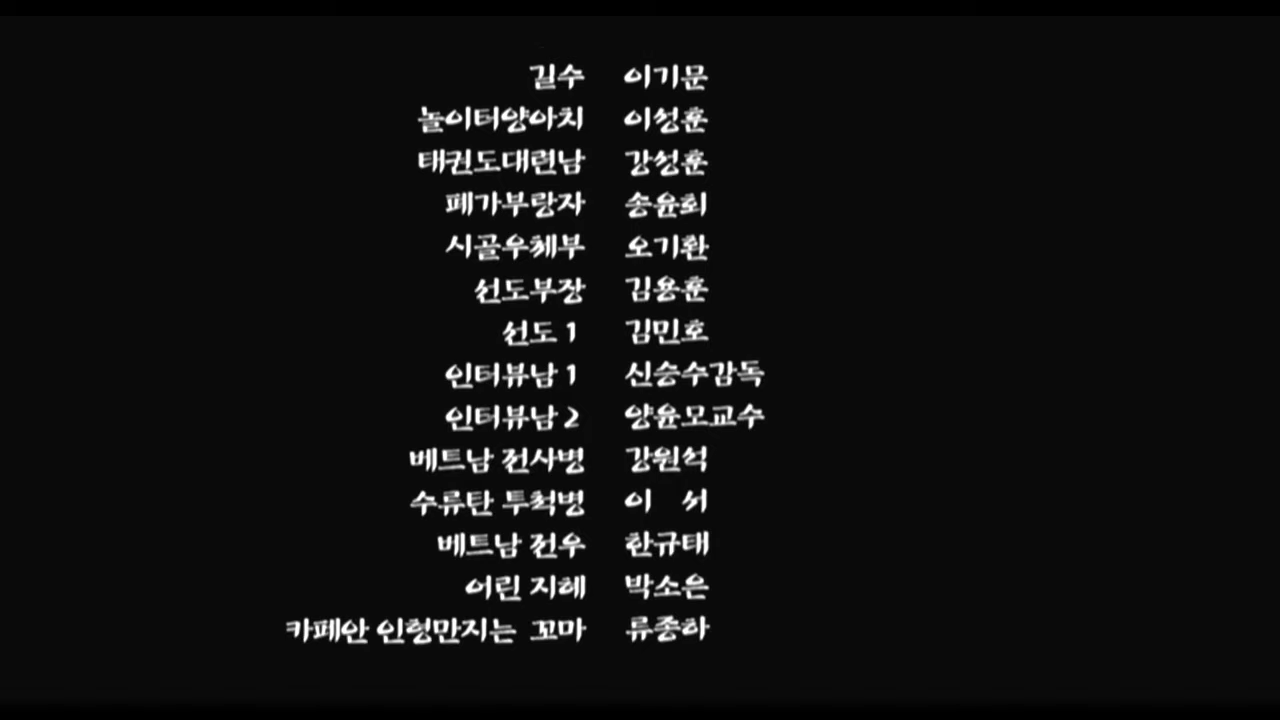 길수 이기문
놀이터양아치 이성훈
태권도대련남 강성훈
폐가부랑자 송윤회
시골우체부 오기환
선도부장 김용훈
선도 1 김민호
인터뷰남 1 신승수감독
인터뷰남 2 양윤모교수
베트남 전사병 강원석
수류탄 투척병 이 서
베트남 전우 한규태
어린 지혜 박소은
카페안 인형만지는 꼬마 류종하